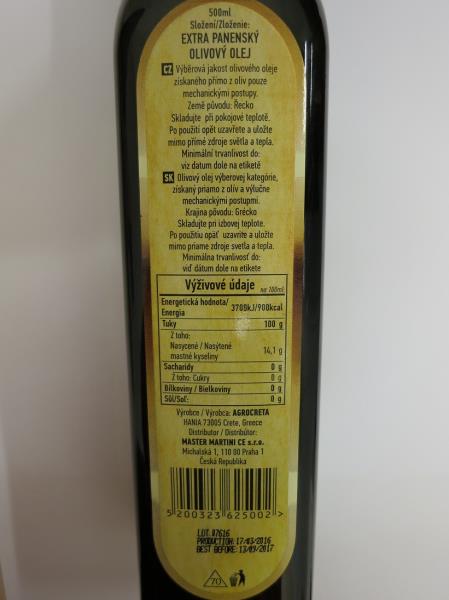 500ml
Složení/Zloženie:
EXTRA PANENSKÝ
OLIVOVÝ OLEJ
CZ Výběrová jakost olivového oleje
získaného přímo z oliv pouze
mechanickými postupy.
Země původu: Řecko
Skladujte při pokojové teplotě.
Po použití opět uzavřete a uložte
mimo přímé zdroje světla a tepla.
Minimální trvanlivost do:
viz datum dole na etiketě
SK Olivový olej výberovej kategórie,
získaný priamo z olív a výlučne
mechanickými postupmi.
Krajina pôvodu: Grécko
Skladujte pri izbovej teplote.
Po použitiu opäť uzavrite a uložte
mimo priame zdroje svetla a tepla.
Minimálna trvanlivosť do:
viď dátum dole na etikete
Výživové údaje na 100ml
Energetická hodnota/
Energia 3700kJ/900kcal
Tuky 100 g
Z toho:
Nasycené / Nasýtené
mastné kyseliny 14,1 g
Sacharidy 0 g
Z toho: Cukry 0 g
Bílkoviny / Bielkoviny 0 g
Sůl/Soľ: 0 g
Výrobce / Výrobca: AGROCRETA
HANIA 73005 Crete, Greece
Distributor / Distribútor:
MASTER MARTINI CE s.r.o.
Michalská 1, 110 00 Praha 1
Česká Republika
5 200323 625002 >
LOT. 07616
PRODUCTION: 17/03/2016
BEST BEFORE: 13/09/2017
70